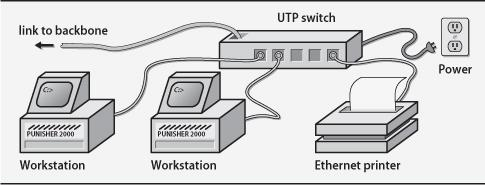 UTP switch
link to backbone
Power
C:>
C:>
PUNISHER 2000
PUNISHER 2000
Workstation
Workstation
Ethernet printer